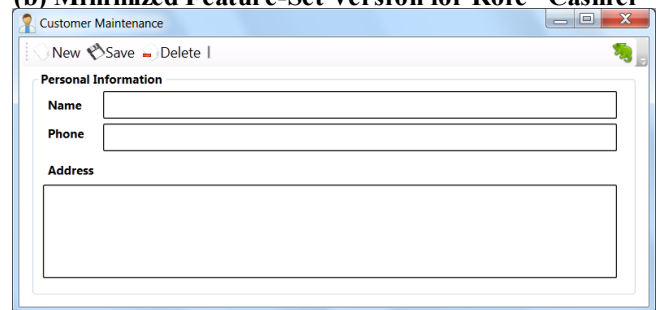 (b) Minimized Feature-Set Version for Role "Cashier"
Customer Maintenance
New Save Delete
Personal Information
Name
Phone
Address